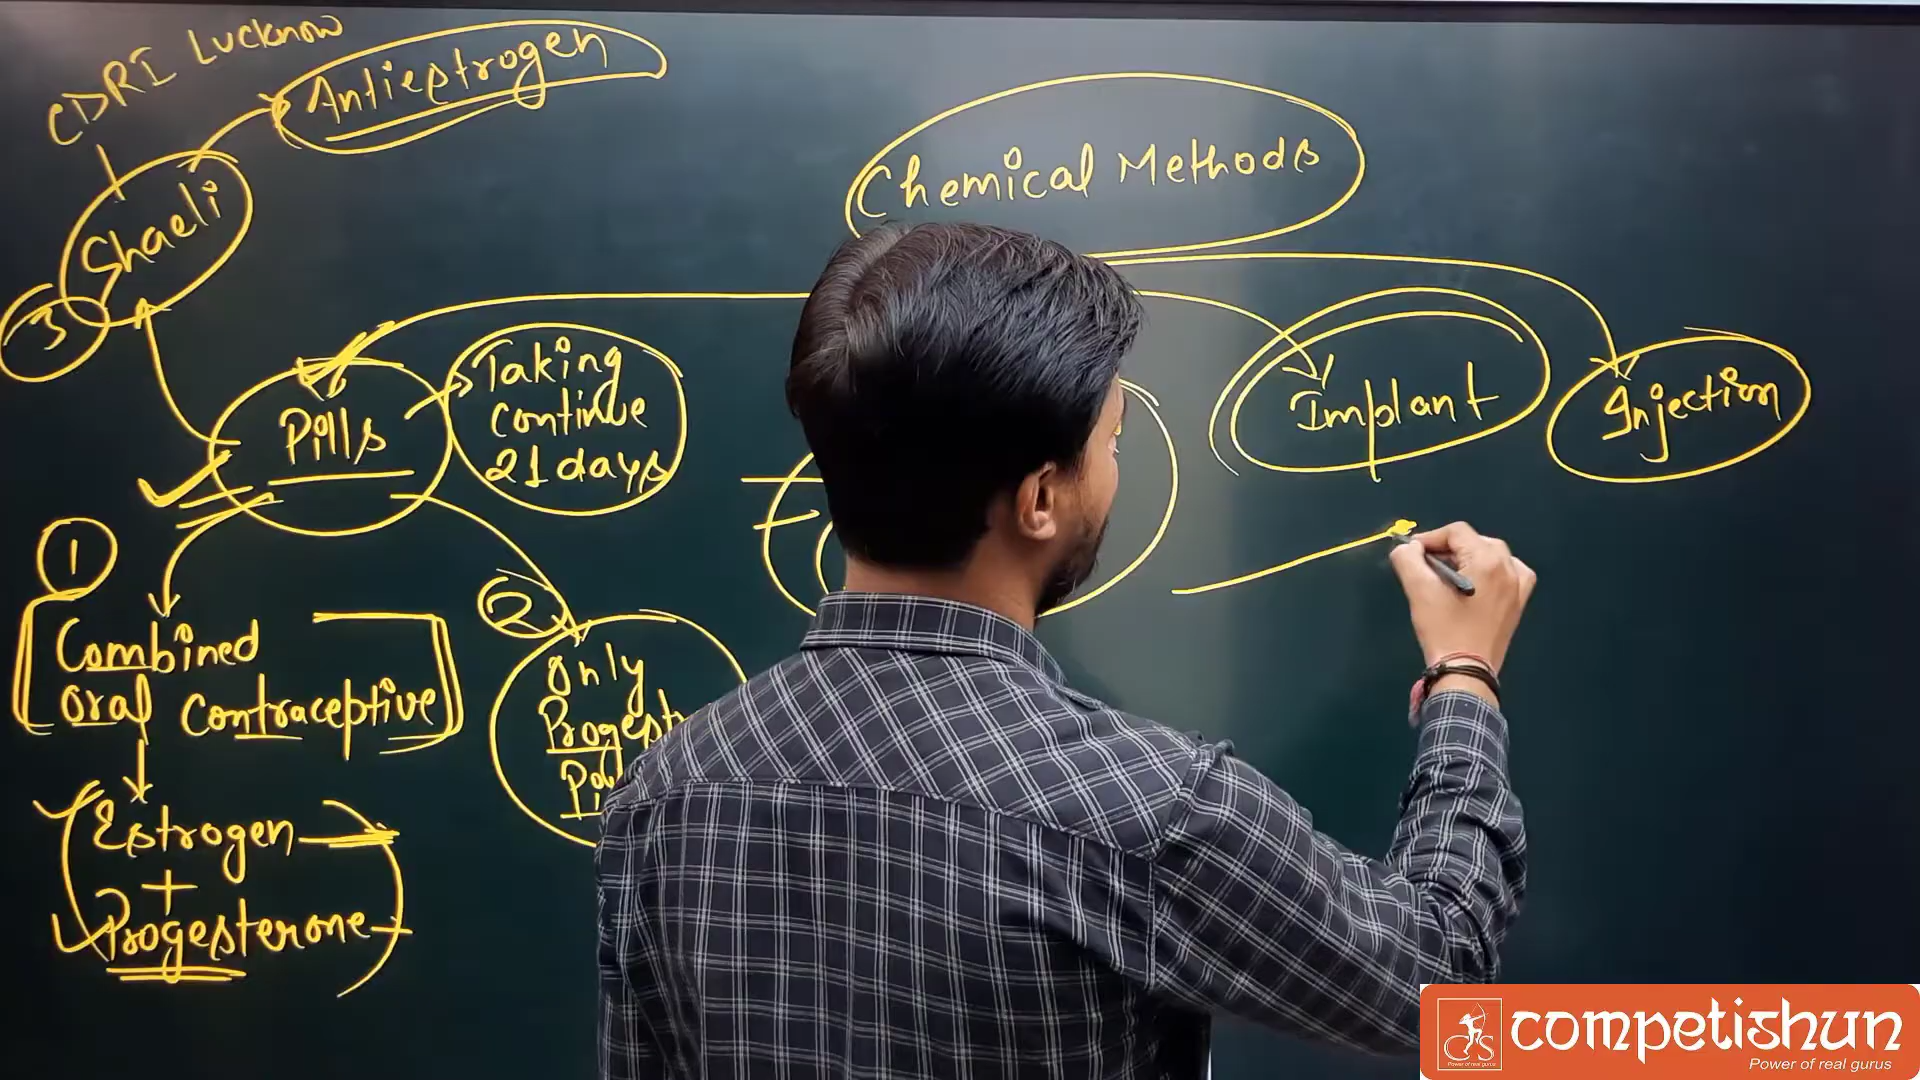 CDRI Lucknow
Antiestrogen
Chemical Methods
Shaeli
3
Pills
Taking
continue
21 days
Implant
Injection
1
Combined
oral contraceptive
2
Only
Estrogen
+
Progesterone
competishun
Power of real gurus